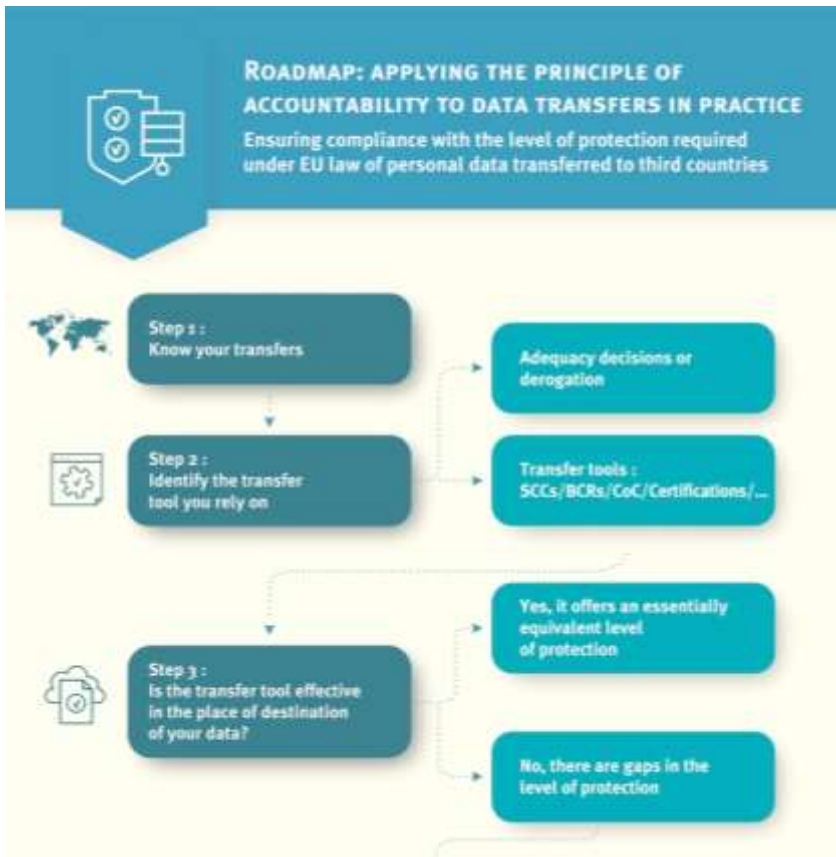 ROADMAP: APPLYING THE PRINCIPLE OF
ACCOUNTABILITY TO DATA TRANSFERS IN PRACTICE
Ensuring compliance with the level of protection required
under EU law of personal data transferred to third countries
Step 1 :
Know your transfers
Adequacy decisions or
derogation
Step 2 :
Identify the transfer
tool you rely on
Transfer tools :
SCCs/BCRs/CoC/Certifications/...
Yes, it offers an essentially
equivalent level
of protection
Step 3 :
Is the transfer tool effective
in the place of destination
of your data?
No, there are gaps in the
level of protection